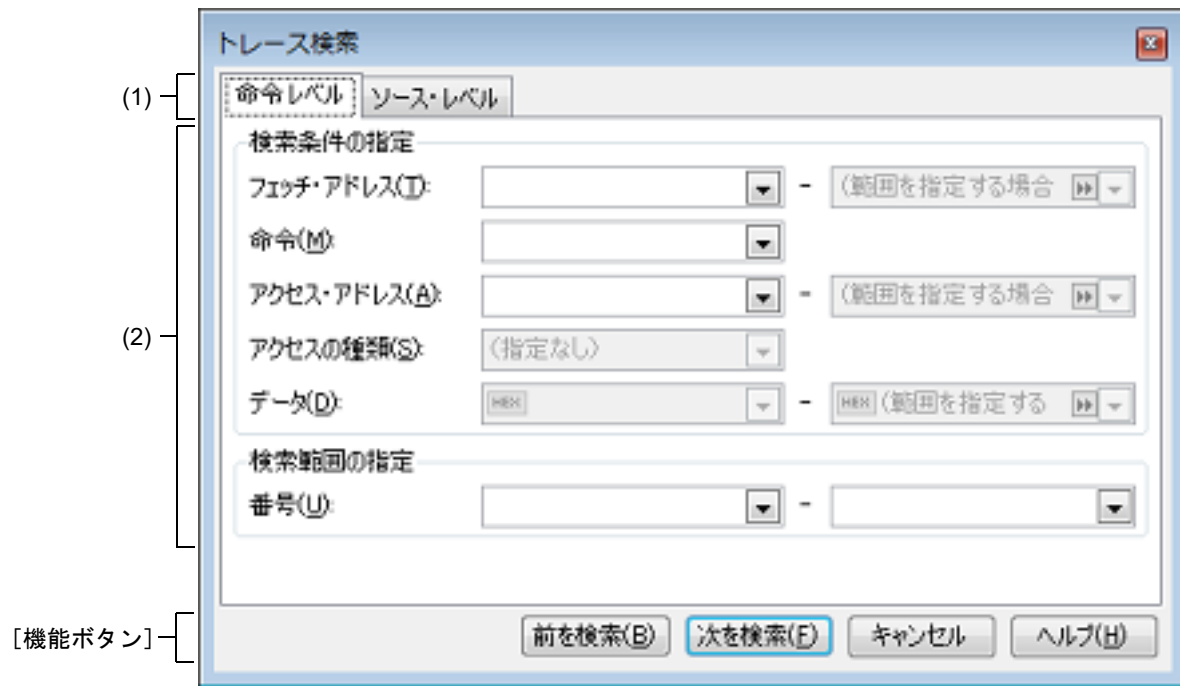 トレース検索
(1)
命令レベル ソース・レベル
(2)
検索条件の指定
フェッチ・アドレス(T): - (範囲を指定する場合
命令(M):
アクセス・アドレス(A): - (範囲を指定する場合
アクセスの種類(S): (指定なし)
データ(D): HEX - HEX (範囲を指定する
検索範囲の指定
番号(U): -
[機能ボタン]
前を検索(B) 次を検索(F) キャンセル ヘルプ(H)